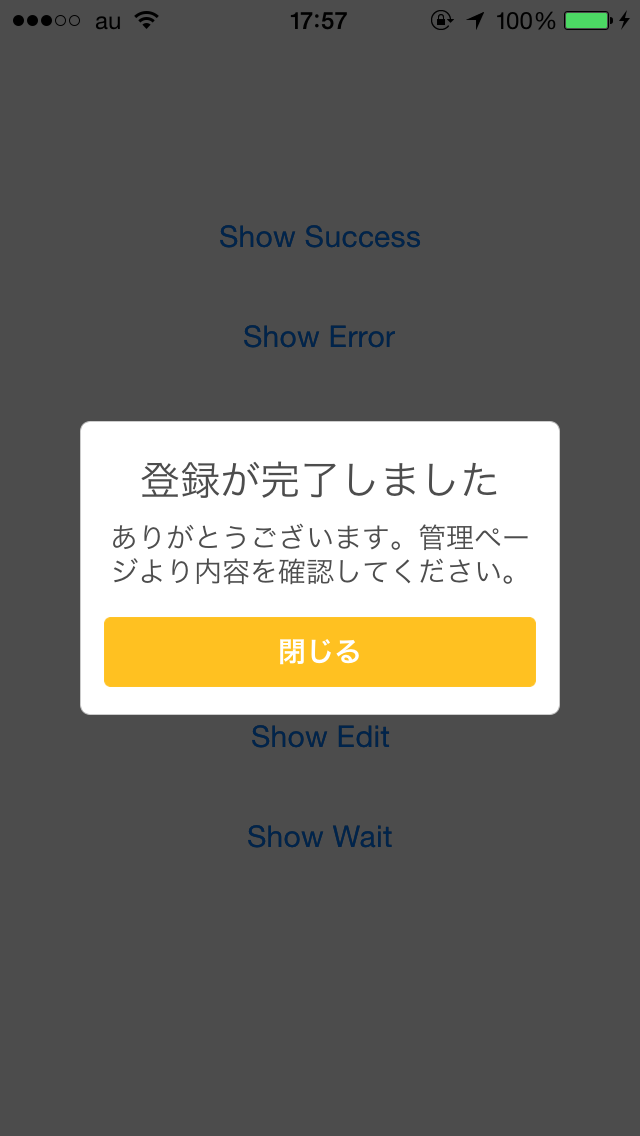 au 17:57 100%
Show Success
Show Error
登録が完了しました
ありがとうございます。管理ペー
ジより内容を確認してください。
閉じる
Show Edit
Show Wait